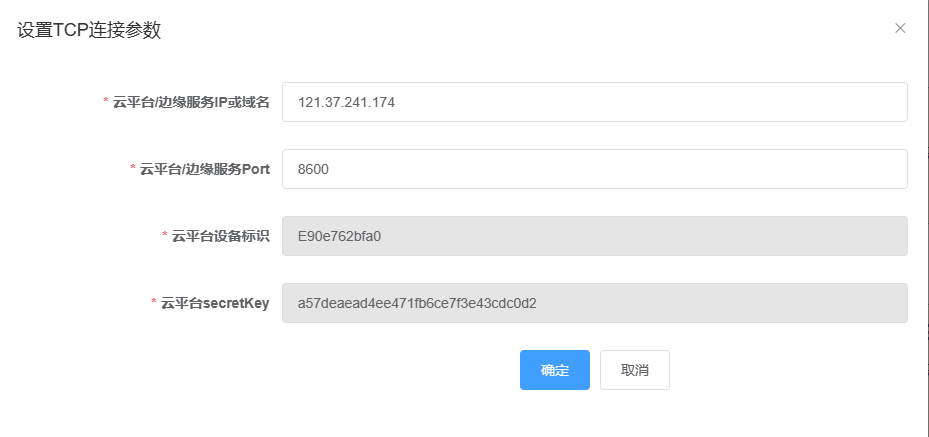 设置TCP连接参数
* 云平台/边缘服务IP或域名 121.37.241.174
* 云平台/边缘服务Port 8600
* 云平台设备标识 E90e762bfa0
* 云平台secretKey a57deaead4ee471fb6ce7f3e43cdc0d2
确定 取消